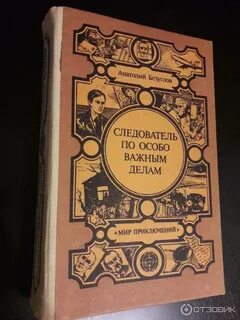 Анатолий Безуглов
СЛЕДОВАТЕЛЬ
ПО ОСОБО
ВАЖНЫМ
ДЕЛАМ
«МИР ПРИКЛЮЧЕНИЙ»
ОТЗОВИК